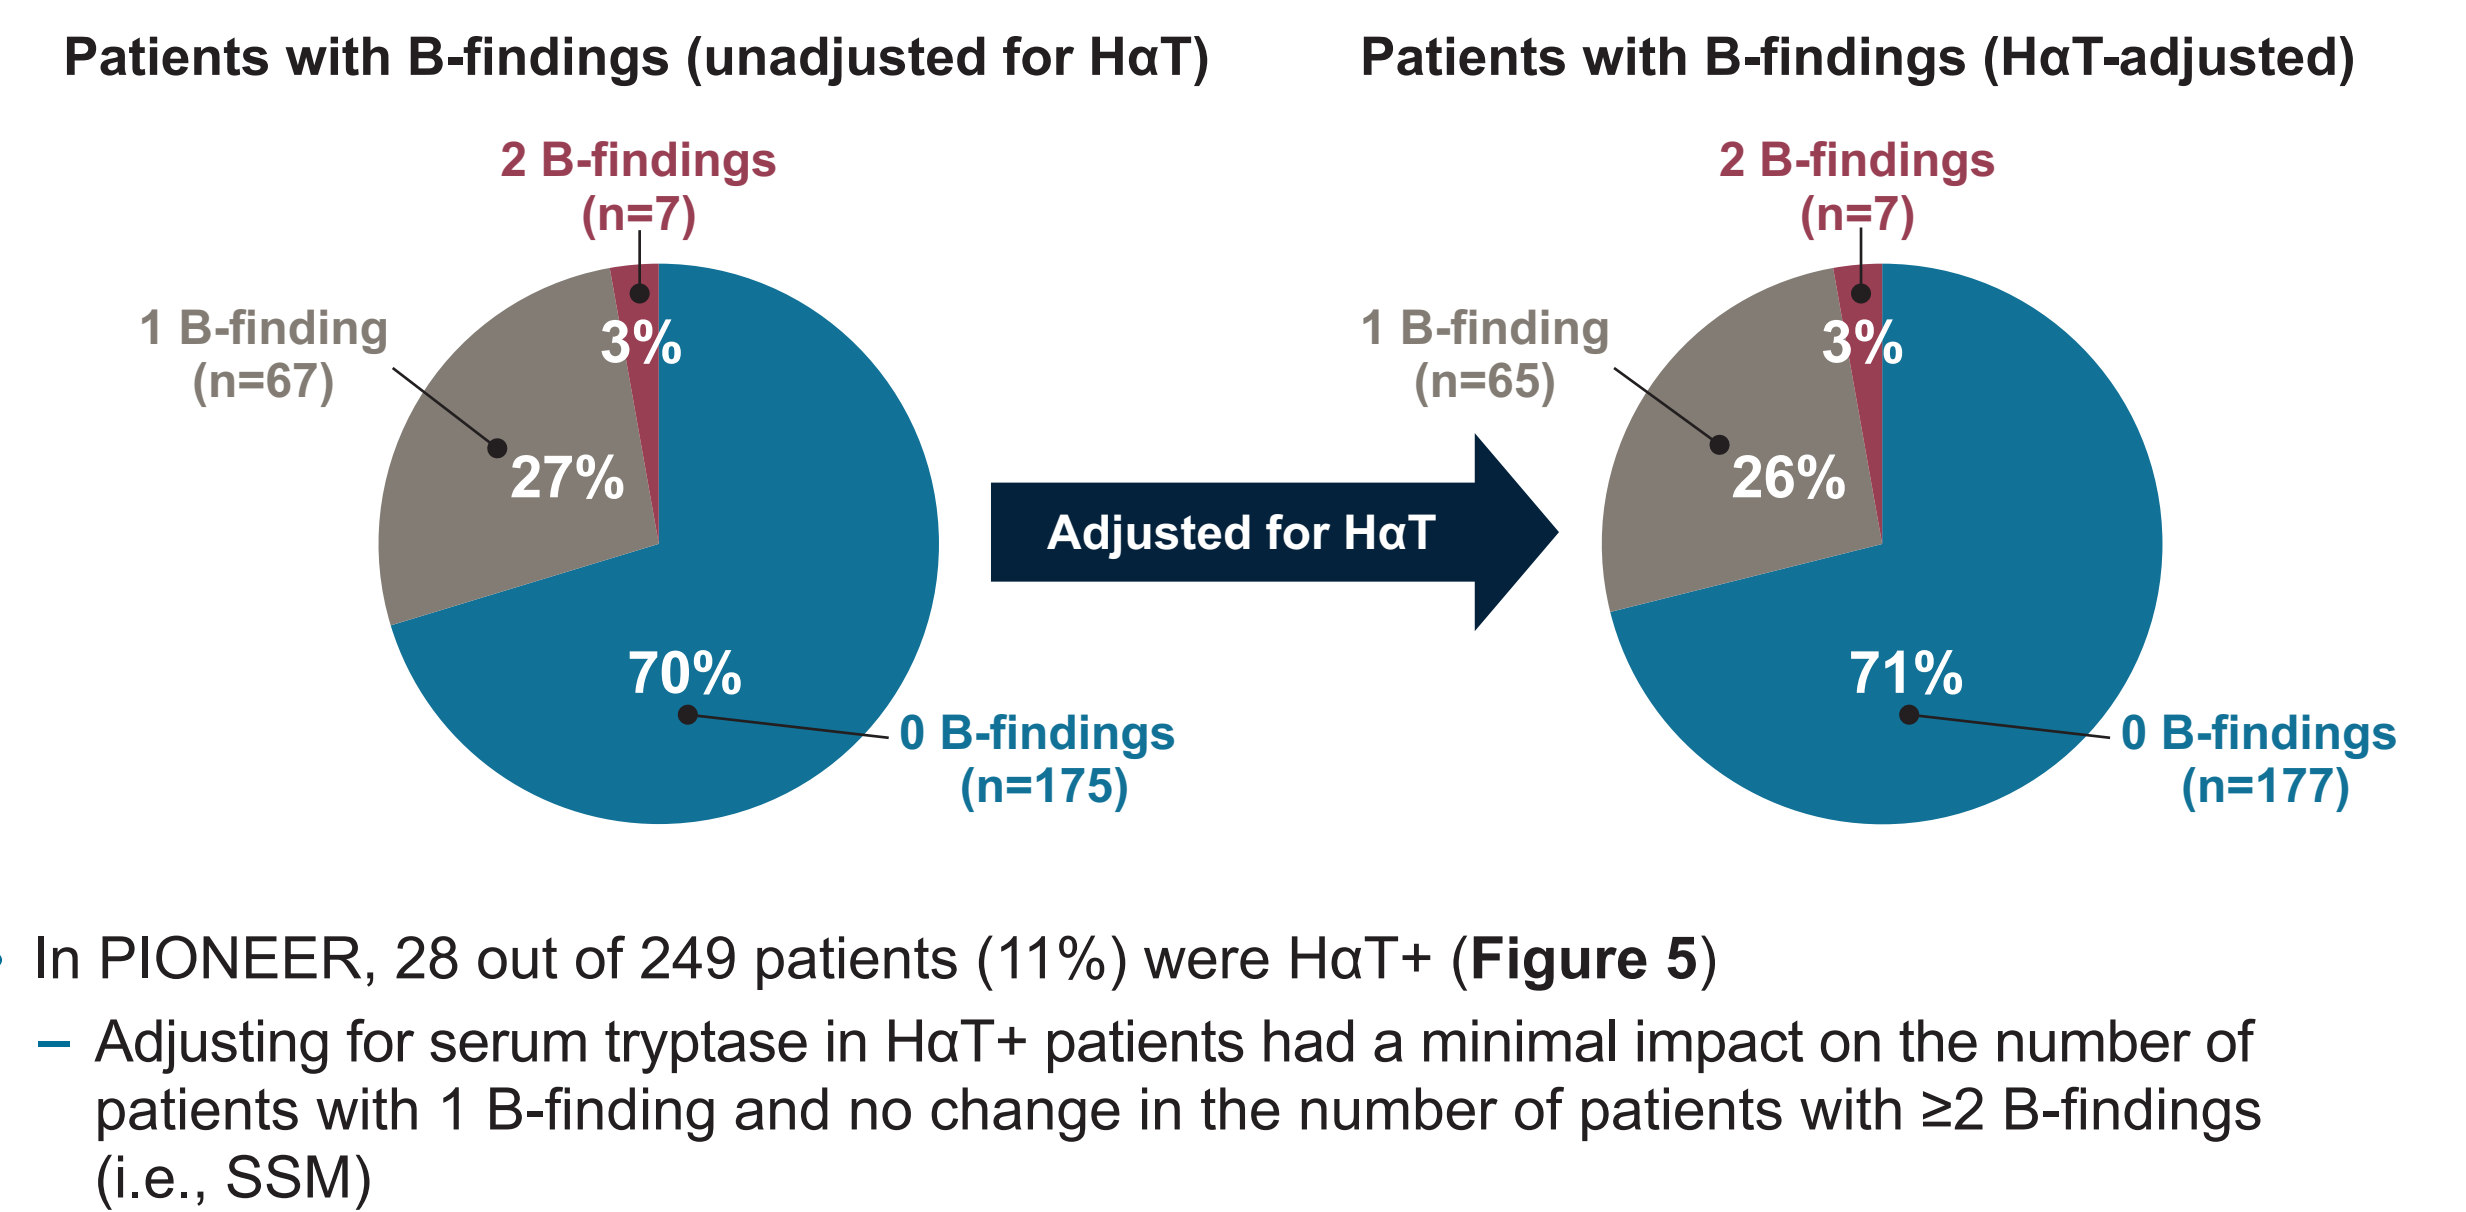 Patients with B-findings (unadjusted for HαT)
2 B-findings
(n=7)
1 B-finding
(n=67)
3%
27%
70%
0 B-findings
(n=175)
Adjusted for HαT
Patients with B-findings (HαT-adjusted)
2 B-findings
(n=7)
1 B-finding
(n=65)
3%
26%
71%
0 B-findings
(n=177)
In PIONEER, 28 out of 249 patients (11%) were HαT+ (Figure 5)
– Adjusting for serum tryptase in HαT+ patients had a minimal impact on the number of
patients with 1 B-finding and no change in the number of patients with ≥2 B-findings
(i.e., SSM)